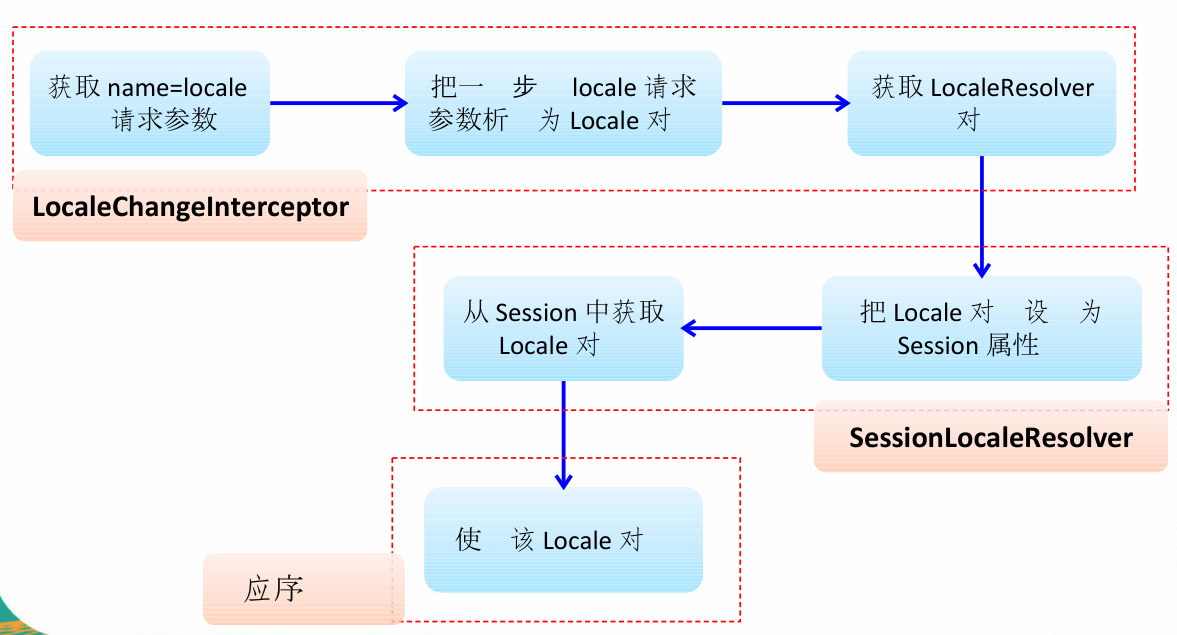 获取 name=locale
请求参数
把一 步 locale 请求
参数析 为 Locale 对
获取 LocaleResolver
对
LocaleChangeInterceptor
把 Locale 对 设 为
Session 属性
从 Session 中获取
Locale 对
SessionLocaleResolver
使 该 Locale 对
应序